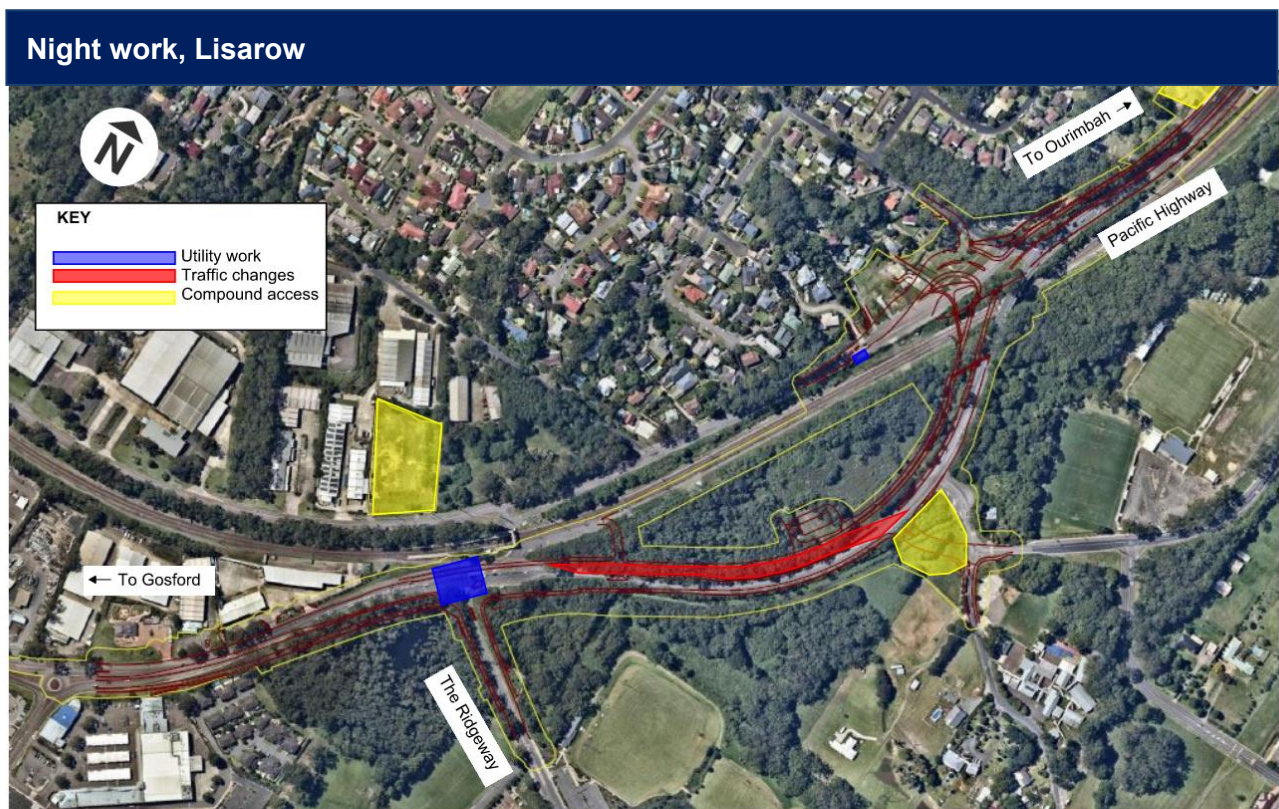 Night work, Lisarow
N
KEY
Utility work
Traffic changes
Compound access
To Ourimbah →
Pacific Highway
← To Gosford
The Ridgeway